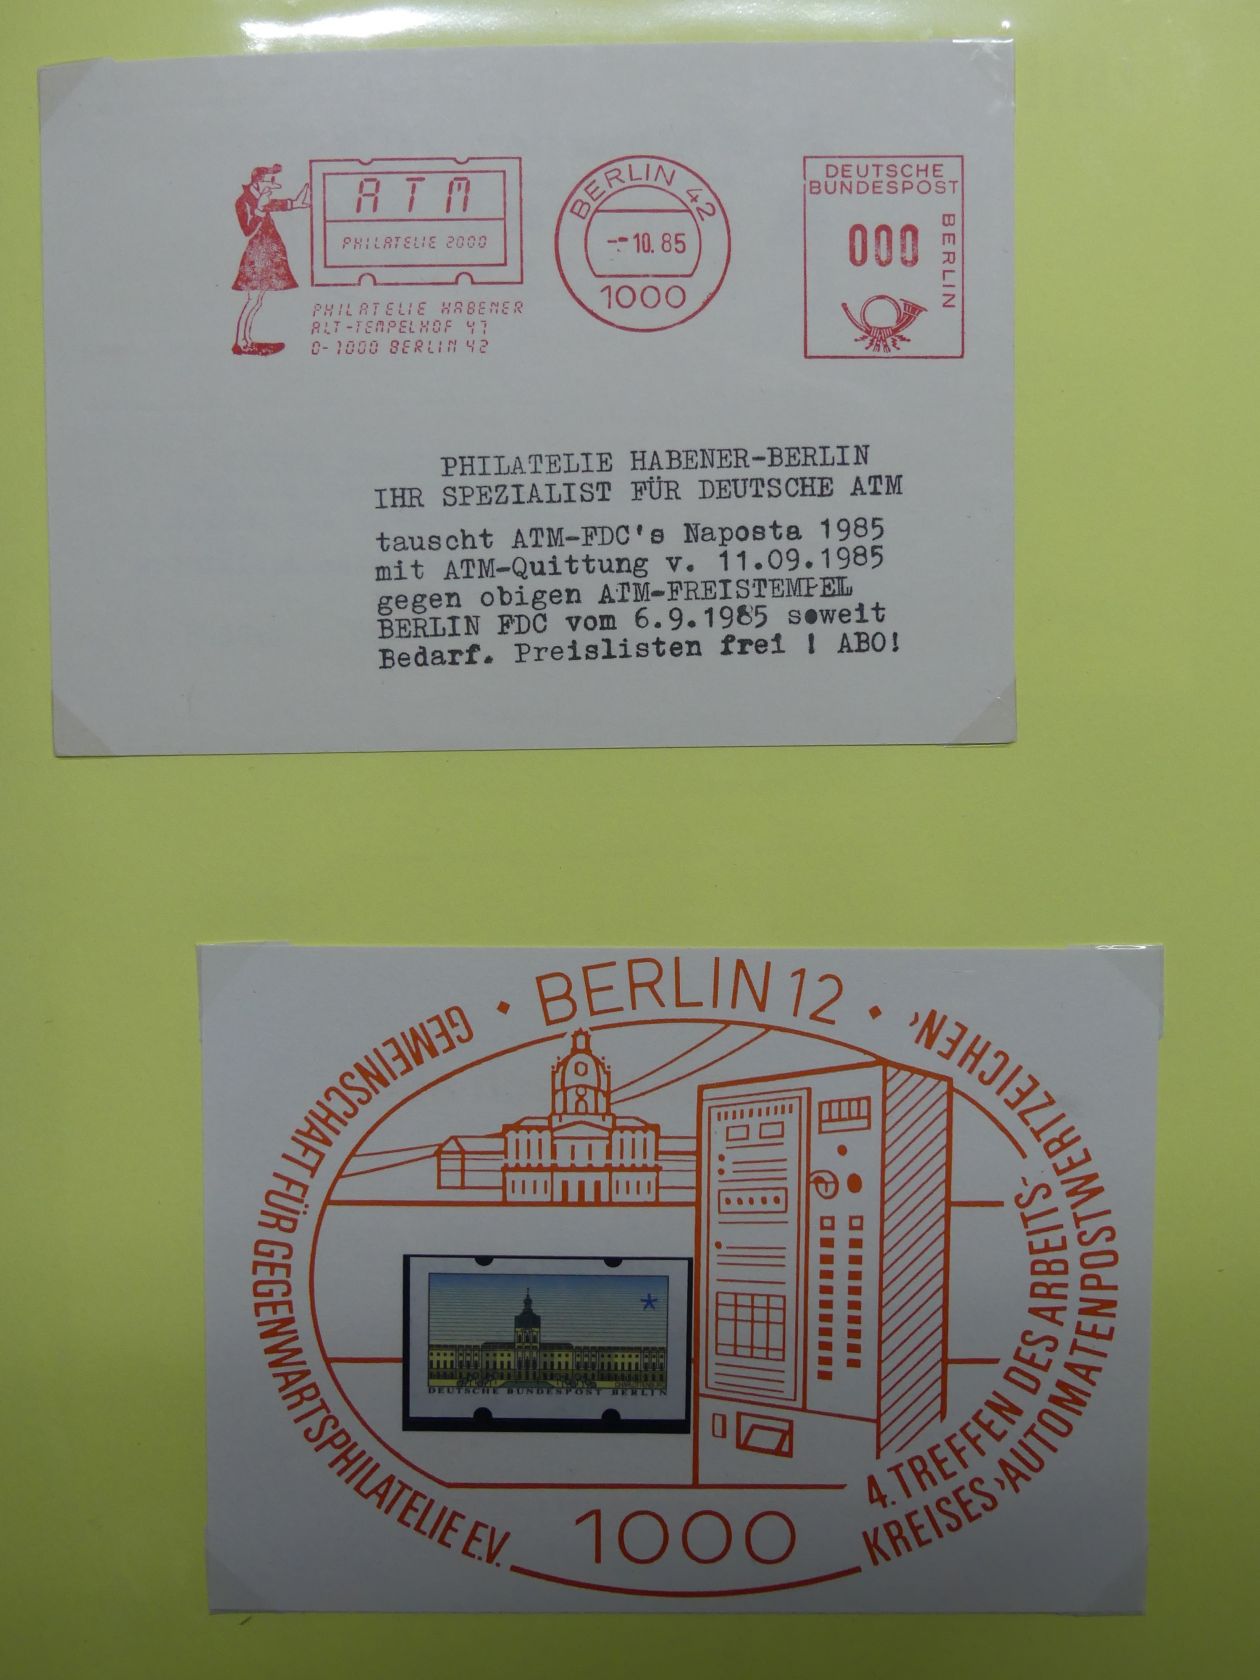 ATM
PHILATELIE 2000
PHILATELIE HABENER
ALT-TEMPELHOF 47
D-1000 BERLIN 42
BERLIN 42
-- 10.85
1000
DEUTSCHE
BUNDESPOST
BERLIN
000
PHILATELIE HABENER-BERLIN
IHR SPEZIALIST FÜR DEUTSCHE ATM
tauscht ATM-FDC's Naposta 1985
mit ATM-Quittung v. 11.09.1985
gegen obigen ATM-FREISTEMPEL
BERLIN FDC vom 6.9.1985 soweit
Bedarf. Preislisten frei ! ABO!
GEMEINSCHAFT FÜR GEGENWARTSPHILATELIE E.V.
• BERLIN 12 •
4. TREFFEN DES ARBEITS-
KREISES ›AUTOMATENPOSTWERTZEICHEN‹
DEUTSCHE BUNDESPOST BERLIN
1000